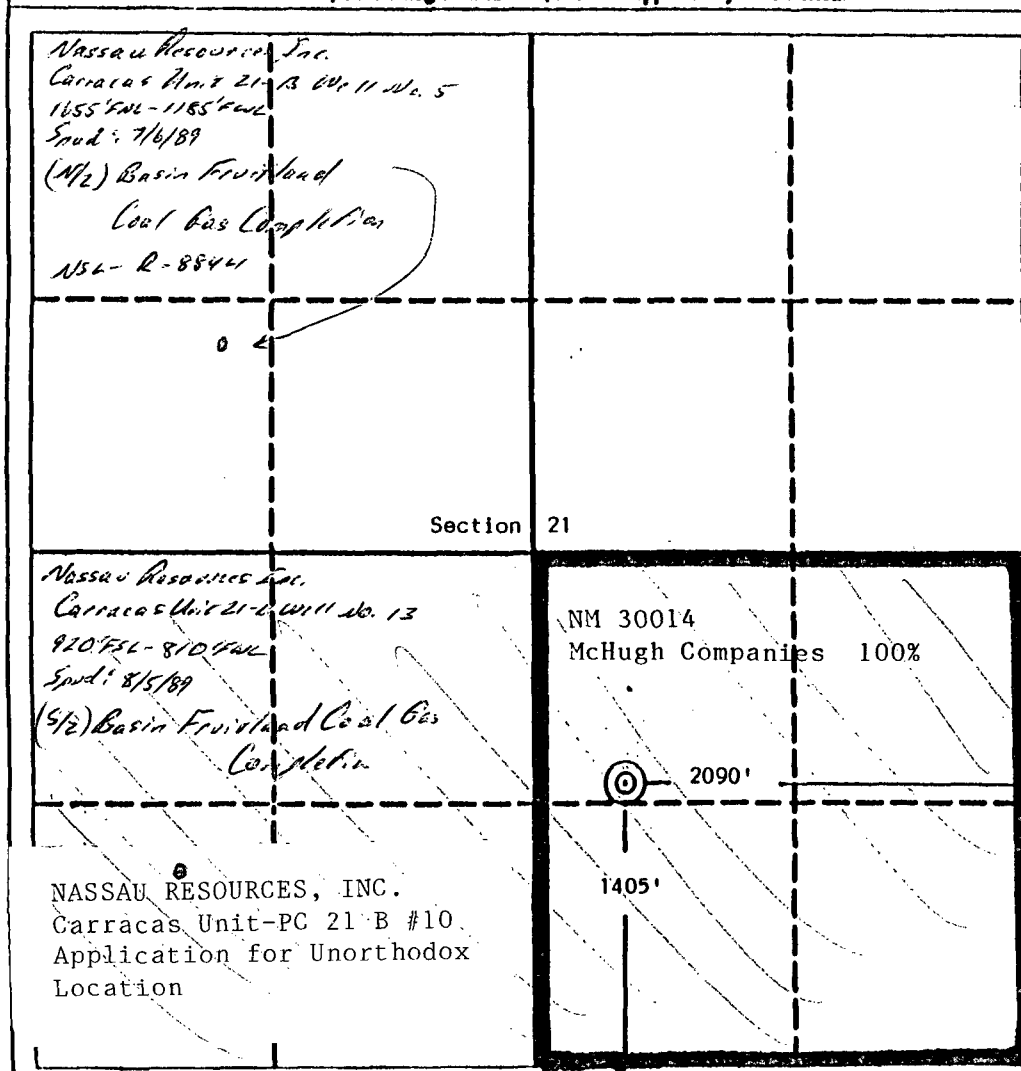 Nassau Resources Inc.
Carracas Unit 21-B Well No. 5
1655'FNL-1185'FWL
Spud: 7/6/89
(N/2) Basin Fruitland
Coal Gas Completion
NSL- R-8844
Section 21
Nassau Resources Inc.
Carracas Unit 21- Well No. 13
920'FSL-810'FWL
Spud: 8/5/89
(S/2) Basin Fruitland Coal Gas
Completion
NM 30014
McHugh Companies 100%
2090'
1405'
NASSAU RESOURCES, INC.
Carracas Unit-PC 21 B #10
Application for Unorthodox
Location